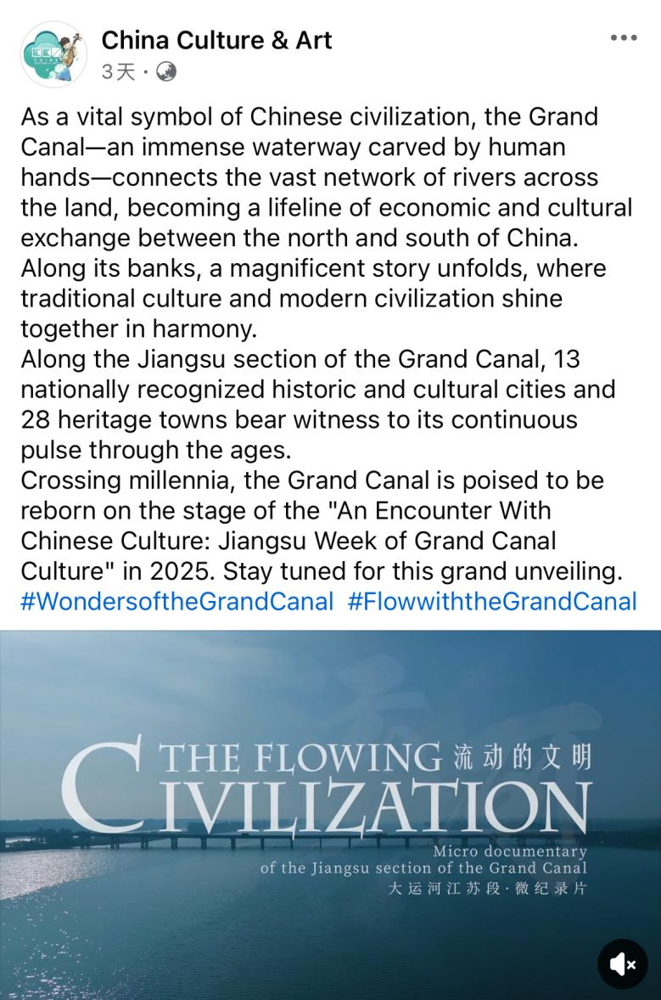 China Culture & Art
3天 ·
As a vital symbol of Chinese civilization, the Grand
Canal—an immense waterway carved by human
hands—connects the vast network of rivers across
the land, becoming a lifeline of economic and cultural
exchange between the north and south of China.
Along its banks, a magnificent story unfolds, where
traditional culture and modern civilization shine
together in harmony.
Along the Jiangsu section of the Grand Canal, 13
nationally recognized historic and cultural cities and
28 heritage towns bear witness to its continuous
pulse through the ages.
Crossing millennia, the Grand Canal is poised to be
reborn on the stage of the "An Encounter With
Chinese Culture: Jiangsu Week of Grand Canal
Culture" in 2025. Stay tuned for this grand unveiling.
#WondersoftheGrandCanal #FlowwiththeGrandCanal
THE FLOWING 流动的文明
CIVILIZATION
Micro documentary
of the Jiangsu section of the Grand Canal
大运河江苏段·微纪录片